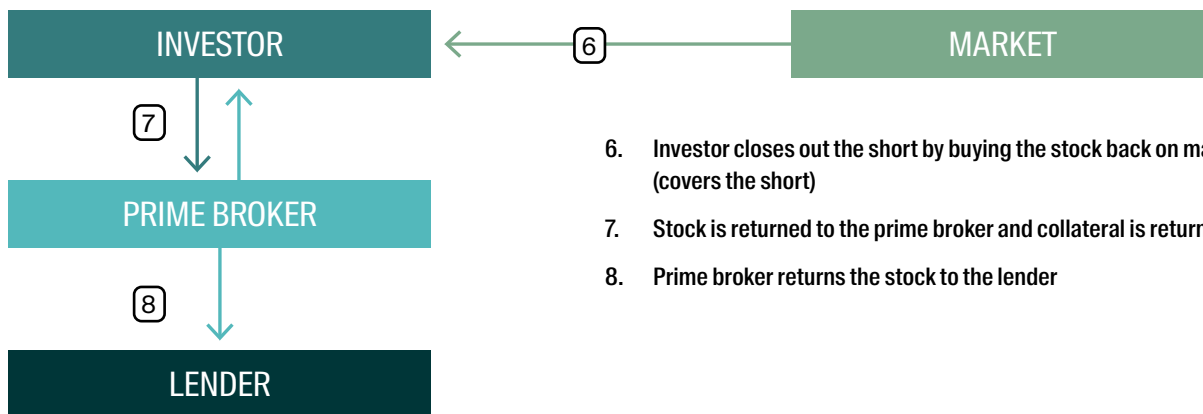 INVESTOR
6
MARKET
7
PRIME BROKER
8
LENDER
6. Investor closes out the short by buying the stock back on
(covers the short)
7. Stock is returned to the prime broker and collateral is
8. Prime broker returns the stock to the lender